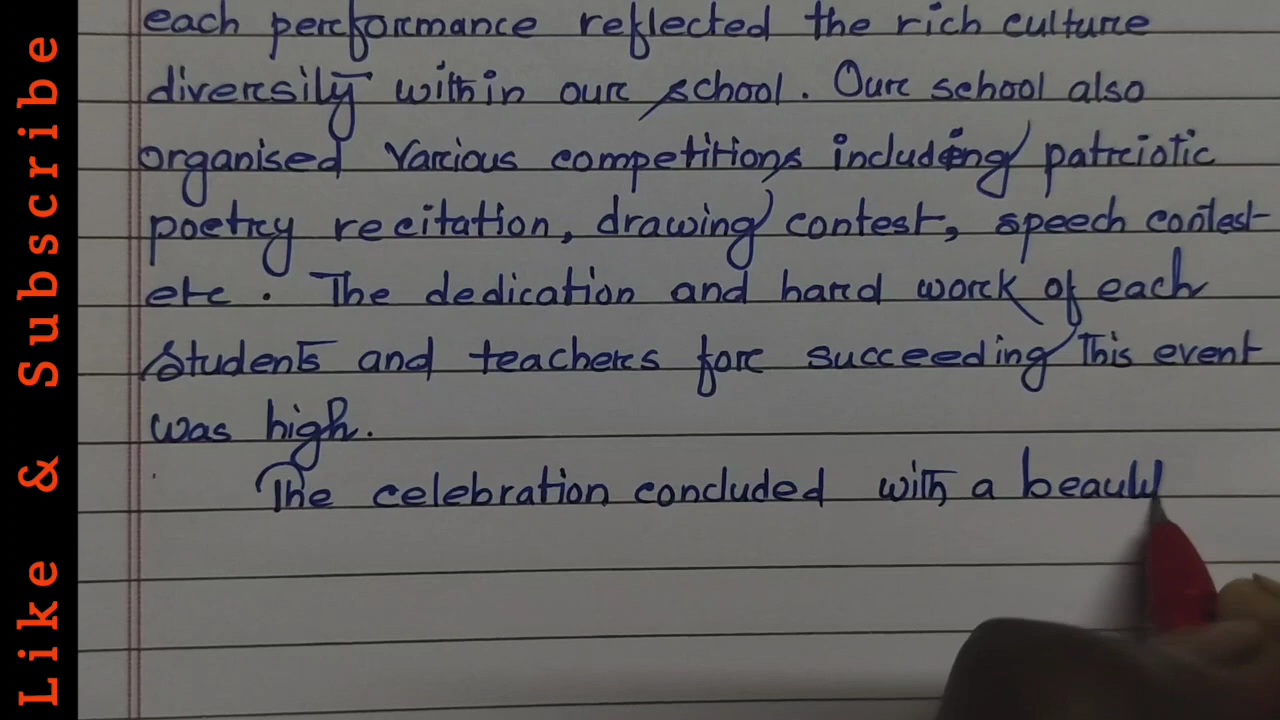 each performance reflected the rich culture
diversity within our school. Our school also
organised various competitions including patriotic
poetry recitation, drawing contest, speech contest
etc. The dedication and hard work of each
students and teachers for succeeding this event
was high.
The celebration concluded with a
Like & Subscribe